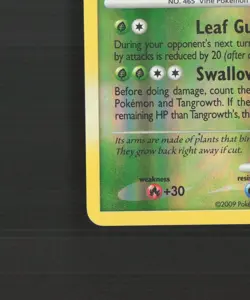 NO. 465 Vine Pokémon
Leaf Gu
During your opponent's next turn
by attacks is reduced by 20 (after
Swallow
Before doing damage, count the
Pokémon and Tangrowth. If the
remaining HP than Tangrowth's, th
Its arms are made of plants that bin
They grow back right away if cut.
weakness
resis
+30
©2009 Poké